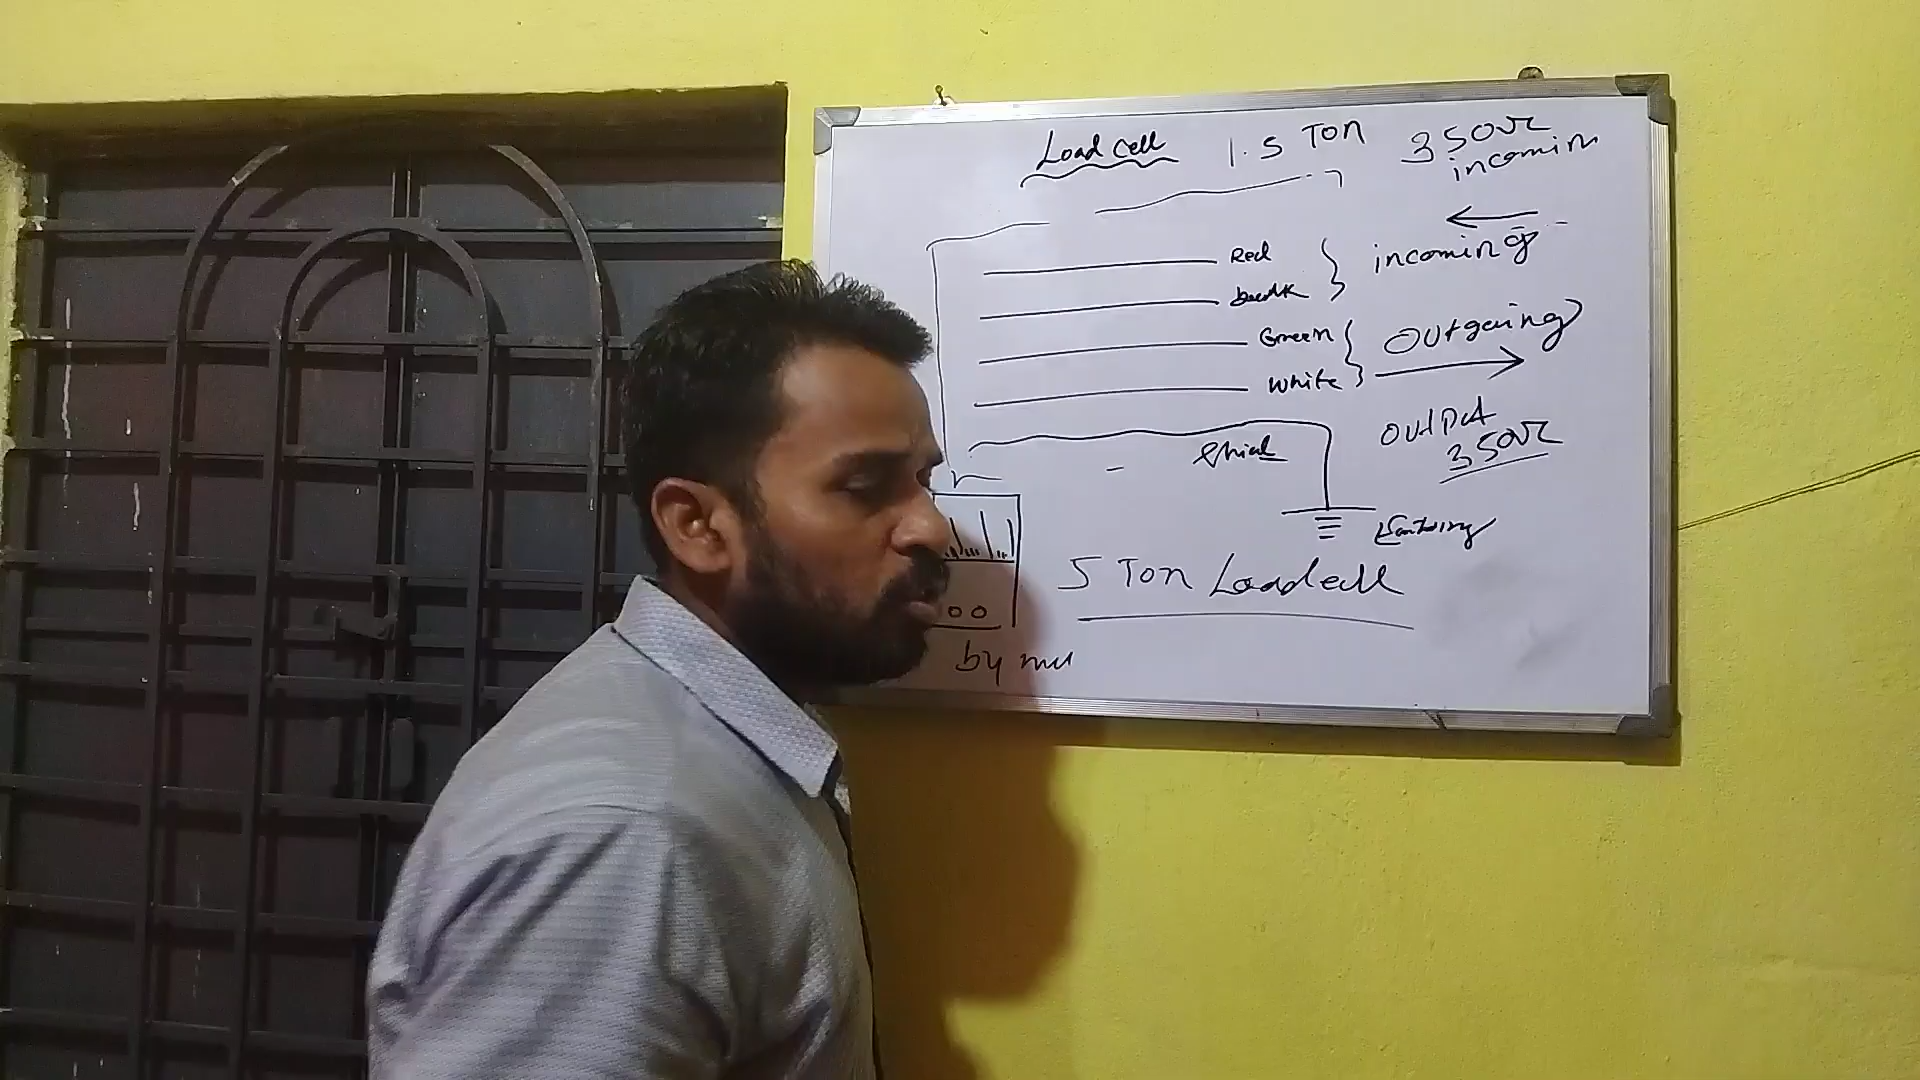 Load cell 1.5 Ton 350Ω
incomin
Red
incoming
Green
Outgoing
White
output
350Ω
Shield
Earthing
5 Ton Loadcell
by me